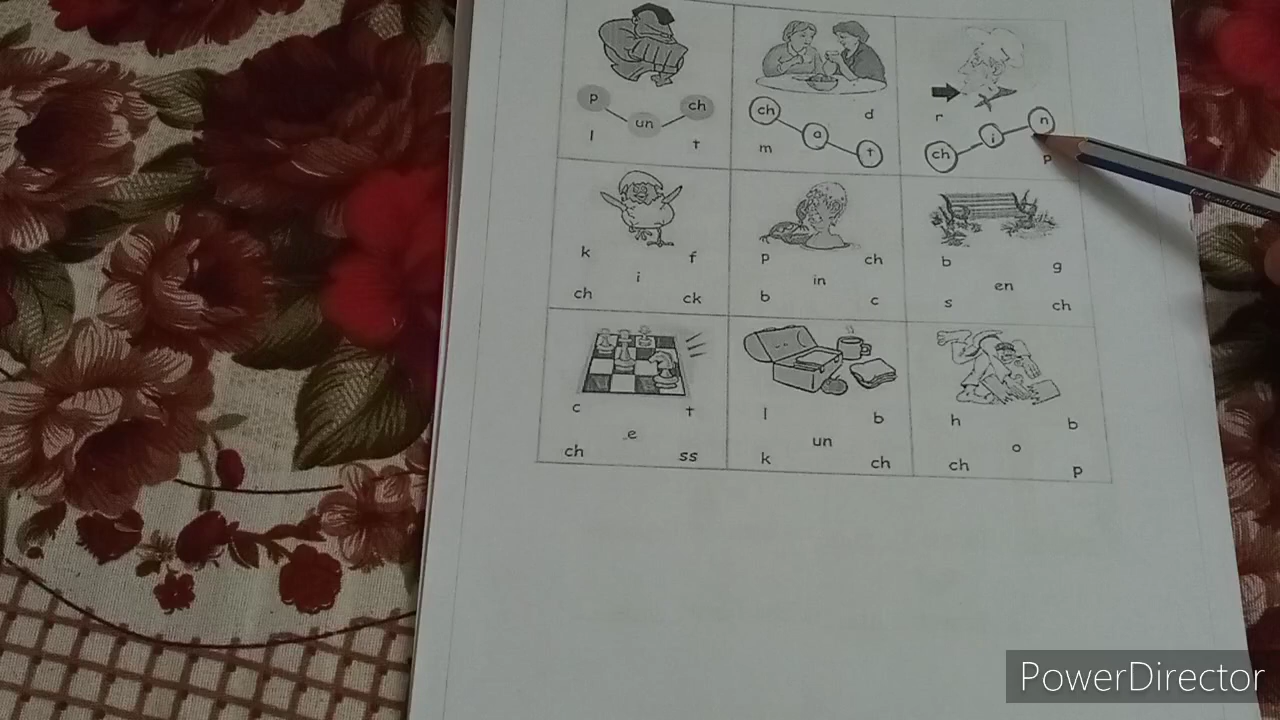 p un ch
l t
ch d
m a t
r n
ch i p
k f
i
ch ck
p ch
in
b c
b g
en
s ch
c t
e
ch ss
l b
un
k ch
h b
o
ch p
PowerDirector